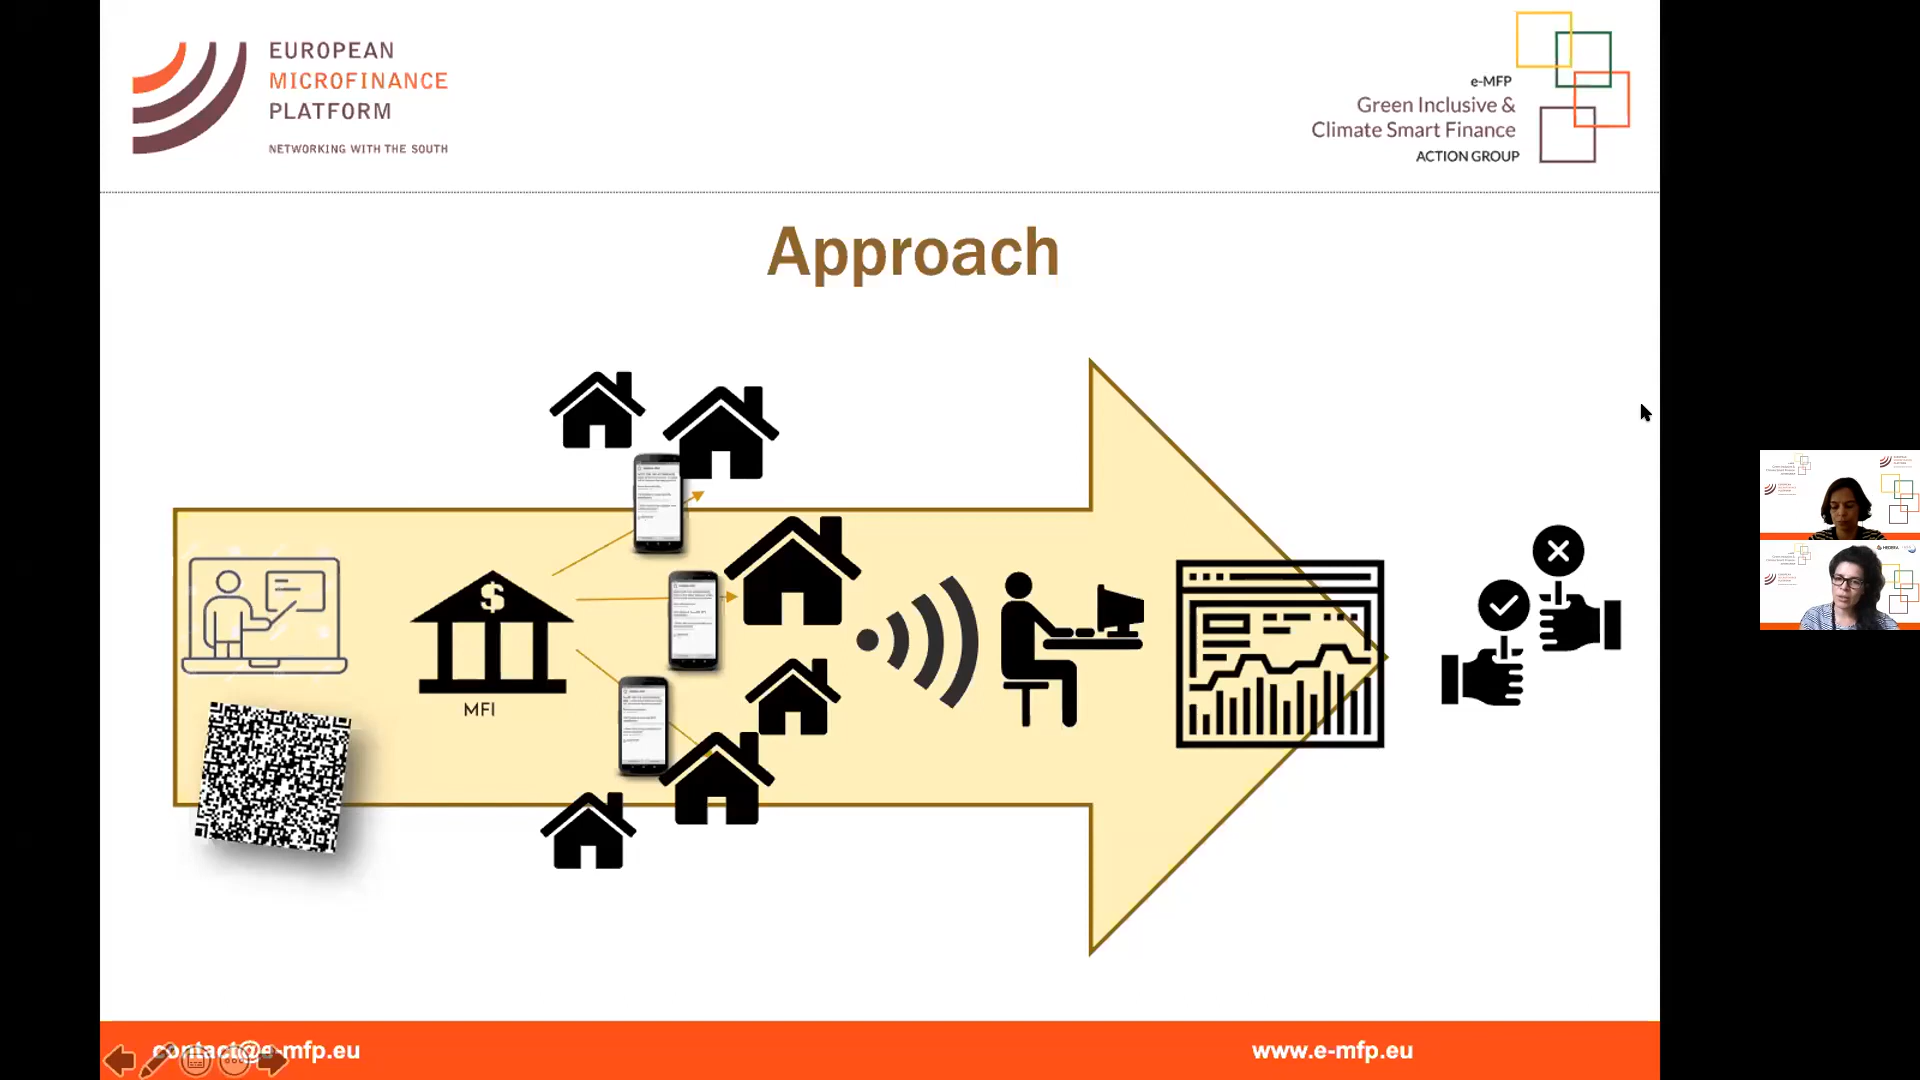 EUROPEAN
MICROFINANCE
PLATFORM
NETWORKING WITH THE SOUTH
e-MFP
Green Inclusive &
Climate Smart Finance
ACTION GROUP
Approach
MFI
contact@e-mfp.eu
www.e-mfp.eu